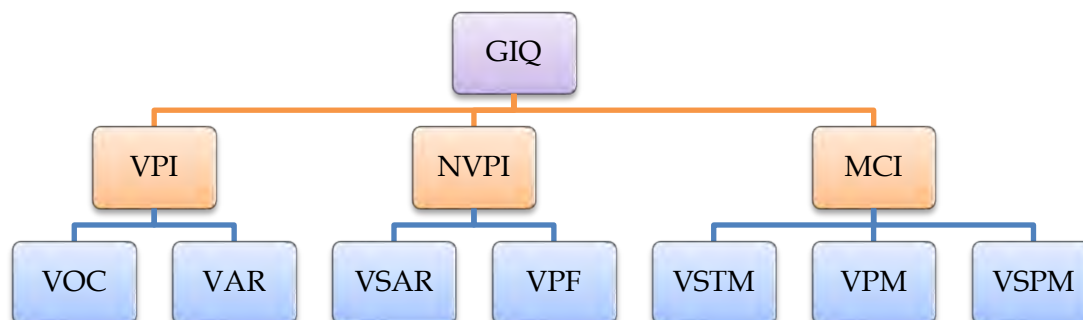 GIQ
VPI NVPI MCI
VOC VAR VSAR VPF VSTM VPM VSPM